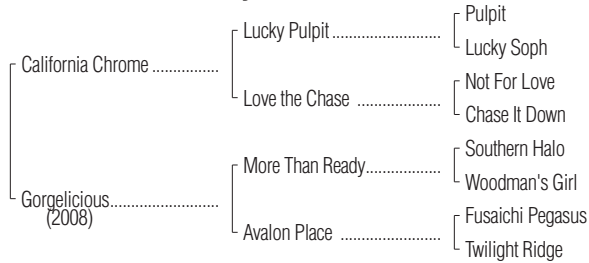 Pulpit
Lucky Pulpit
Lucky Soph
California Chrome
Not For Love
Love the Chase
Chase It Down
Southern Halo
More Than Ready
Woodman's Girl
Gorgelicious
(2008)
Fusaichi Pegasus
Avalon Place
Twilight Ridge